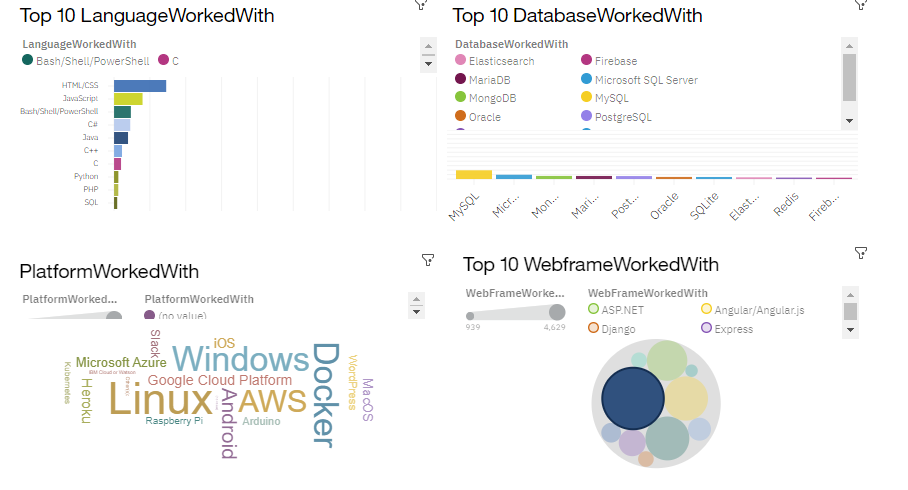 Top 10 LanguageWorkedWith
LanguageWorkedWith
Bash/Shell/PowerShell C
HTML/CSS
JavaScript
Bash/Shell/PowerShell
C#
Java
C++
C
Python
PHP
SQL
Top 10 DatabaseWorkedWith
DatabaseWorkedWith
Elasticsearch Firebase
MariaDB Microsoft SQL Server
MongoDB MySQL
Oracle PostgreSQL
MySQL Micr... Mon... Mari... Post... Oracle SQLite Elast... Redis Fireb...
PlatformWorkedWith
PlatformWorked... PlatformWorkedWith
(no value)
Slack
iOS
Windows
Microsoft Azure
IBM Cloud or Watson
Kubernetes
Heroku
Google Cloud Platform
Linux
AWS
Docker
WordPress
MacOS
Android
Raspberry Pi
Arduino
Top 10 WebframeWorkedWith
WebFrameWorke... WebFrameWorkedWith
ASP.NET Angular/Angular.js
939 4,629
Django Express